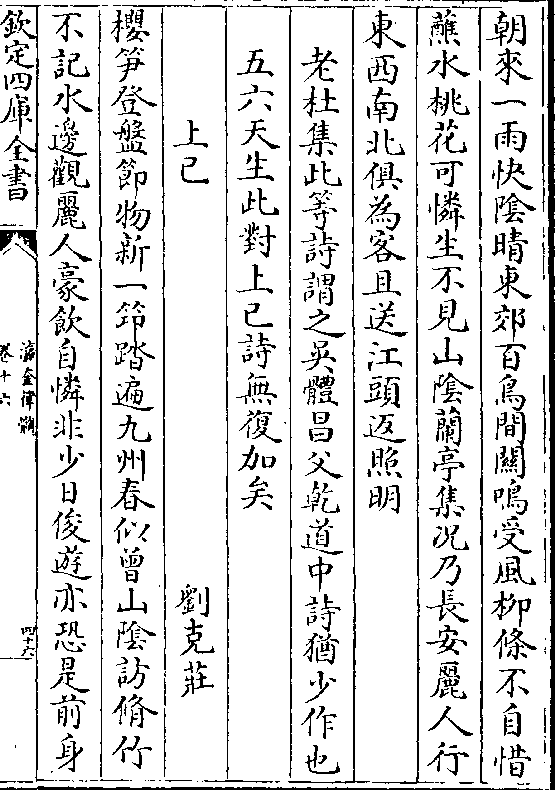 朝來一雨快陰晴東郊百鳥間關鳴受風柳條不自惜
蘸水桃花可憐生不見山陰蘭亭集况乃長安麗人行
東西南北俱為客且送江頭返照明
老杜集此等詩謂之吳體昌父乾道中詩猶少作也
五六天生此對上巳詩無復加矣
上巳
劉克莊
櫻笋登盤節物新一笻踏遍九州春似曾山陰訪脩竹
不記水邊觀麗人豪飲自憐非少日俊遊亦恐是前身
欽定四庫全書
瀛奎律髓
卷十六
四十六